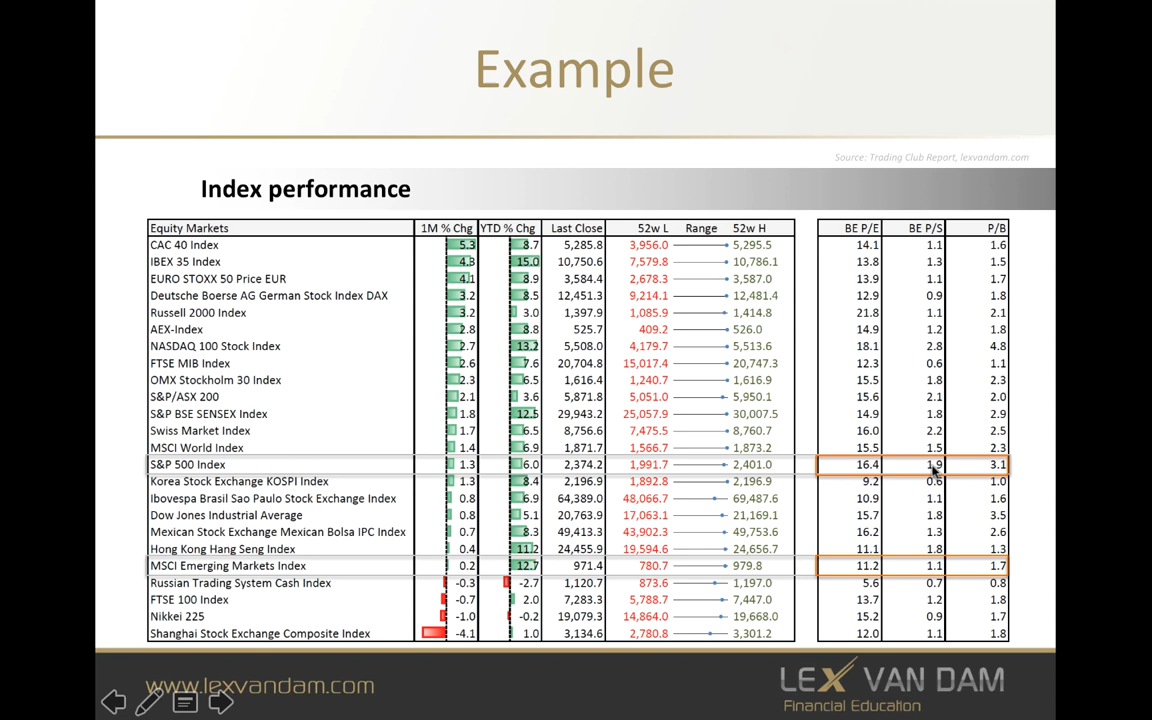 Example
Source: Trading Club Report, lexvandam.com
Index performance
Equity Markets 1M % Chg YTD % Chg Last Close 52w L Range 52w H BE P/E BE P/S P/B
CAC 40 Index 5.3 8.7 5,285.8 3,956.0 5,295.5 14.1 1.1 1.6
IBEX 35 Index 4.3 15.0 10,750.6 7,579.8 10,786.1 13.8 1.3 1.5
EURO STOXX 50 Price EUR 4.1 8.9 3,584.4 2,678.3 3,587.0 13.9 1.1 1.7
Deutsche Boerse AG German Stock Index DAX 3.2 8.5 12,451.3 9,214.1 12,481.4 12.9 0.9 1.8
Russell 2000 Index 3.2 3.0 1,397.9 1,085.9 1,414.8 21.8 1.1 2.1
AEX-Index 2.8 8.8 525.7 409.2 526.0 14.9 1.2 1.8
NASDAQ 100 Stock Index 2.7 13.2 5,508.0 4,179.7 5,513.6 18.1 2.8 4.8
FTSE MIB Index 2.6 7.6 20,704.8 15,017.4 20,747.3 12.3 0.6 1.1
OMX Stockholm 30 Index 2.3 6.5 1,616.4 1,240.7 1,616.9 15.5 1.8 2.3
S&P/ASX 200 2.1 3.6 5,871.8 5,051.0 5,950.1 15.6 2.1 2.0
S&P BSE SENSEX Index 1.8 12.5 29,943.2 25,057.9 30,007.5 14.9 1.8 2.9
Swiss Market Index 1.7 6.5 8,756.6 7,475.5 8,760.7 16.0 2.2 2.5
MSCI World Index 1.4 6.9 1,871.7 1,566.7 1,873.2 15.5 1.5 2.3
S&P 500 Index 1.3 6.0 2,374.2 1,991.7 2,401.0 16.4 1.9 3.1
Korea Stock Exchange KOSPI Index 1.3 8.4 2,196.9 1,892.8 2,196.9 9.2 0.6 1.0
Ibovespa Brasil Sao Paulo Stock Exchange Index 0.8 6.9 64,389.0 48,066.7 69,487.6 10.9 1.1 1.6
Dow Jones Industrial Average 0.8 5.1 20,763.9 17,063.1 21,169.1 15.7 1.8 3.5
Mexican Stock Exchange Mexican Bolsa IPC Index 0.7 8.3 49,413.3 43,902.3 49,753.6 16.2 1.3 2.6
Hong Kong Hang Seng Index 0.4 11.2 24,455.9 19,594.6 24,656.7 11.1 1.8 1.3
MSCI Emerging Markets Index 0.2 12.7 971.4 780.7 979.8 11.2 1.1 1.7
Russian Trading System Cash Index -0.3 -2.7 1,120.7 873.6 1,197.0 5.6 0.7 0.8
FTSE 100 Index -0.7 2.0 7,283.3 5,788.7 7,447.0 13.7 1.2 1.8
Nikkei 225 -1.0 -0.2 19,079.3 14,864.0 19,668.0 15.2 0.9 1.7
Shanghai Stock Exchange Composite Index -4.1 1.0 3,134.6 2,780.8 3,301.2 12.0 1.1 1.8
www.lexvandam.com
LEX VAN DAM
Financial Education